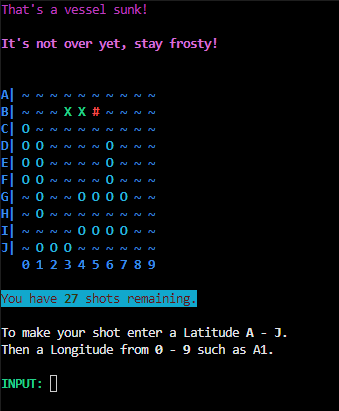 That's a vessel sunk!
It's not over yet, stay frosty!
A| ~ ~ ~ ~ ~ ~ ~ ~ ~ ~
B| ~ ~ ~ X X # ~ ~ ~ ~
C| O ~ ~ ~ ~ ~ ~ ~ ~ ~
D| O O ~ ~ ~ ~ O ~ ~ ~
E| O O ~ ~ ~ ~ O ~ ~ ~
F| O O ~ ~ ~ ~ O ~ ~ ~
G| ~ O ~ ~ O O O O ~ ~
H| ~ O ~ ~ ~ ~ ~ ~ ~ ~
I| ~ ~ ~ ~ O O O O ~ ~
J| ~ O O O ~ ~ ~ ~ ~ ~
0 1 2 3 4 5 6 7 8 9
You have 27 shots remaining.
To make your shot enter a Latitude A - J.
Then a Longitude from 0 - 9 such as A1.
INPUT: